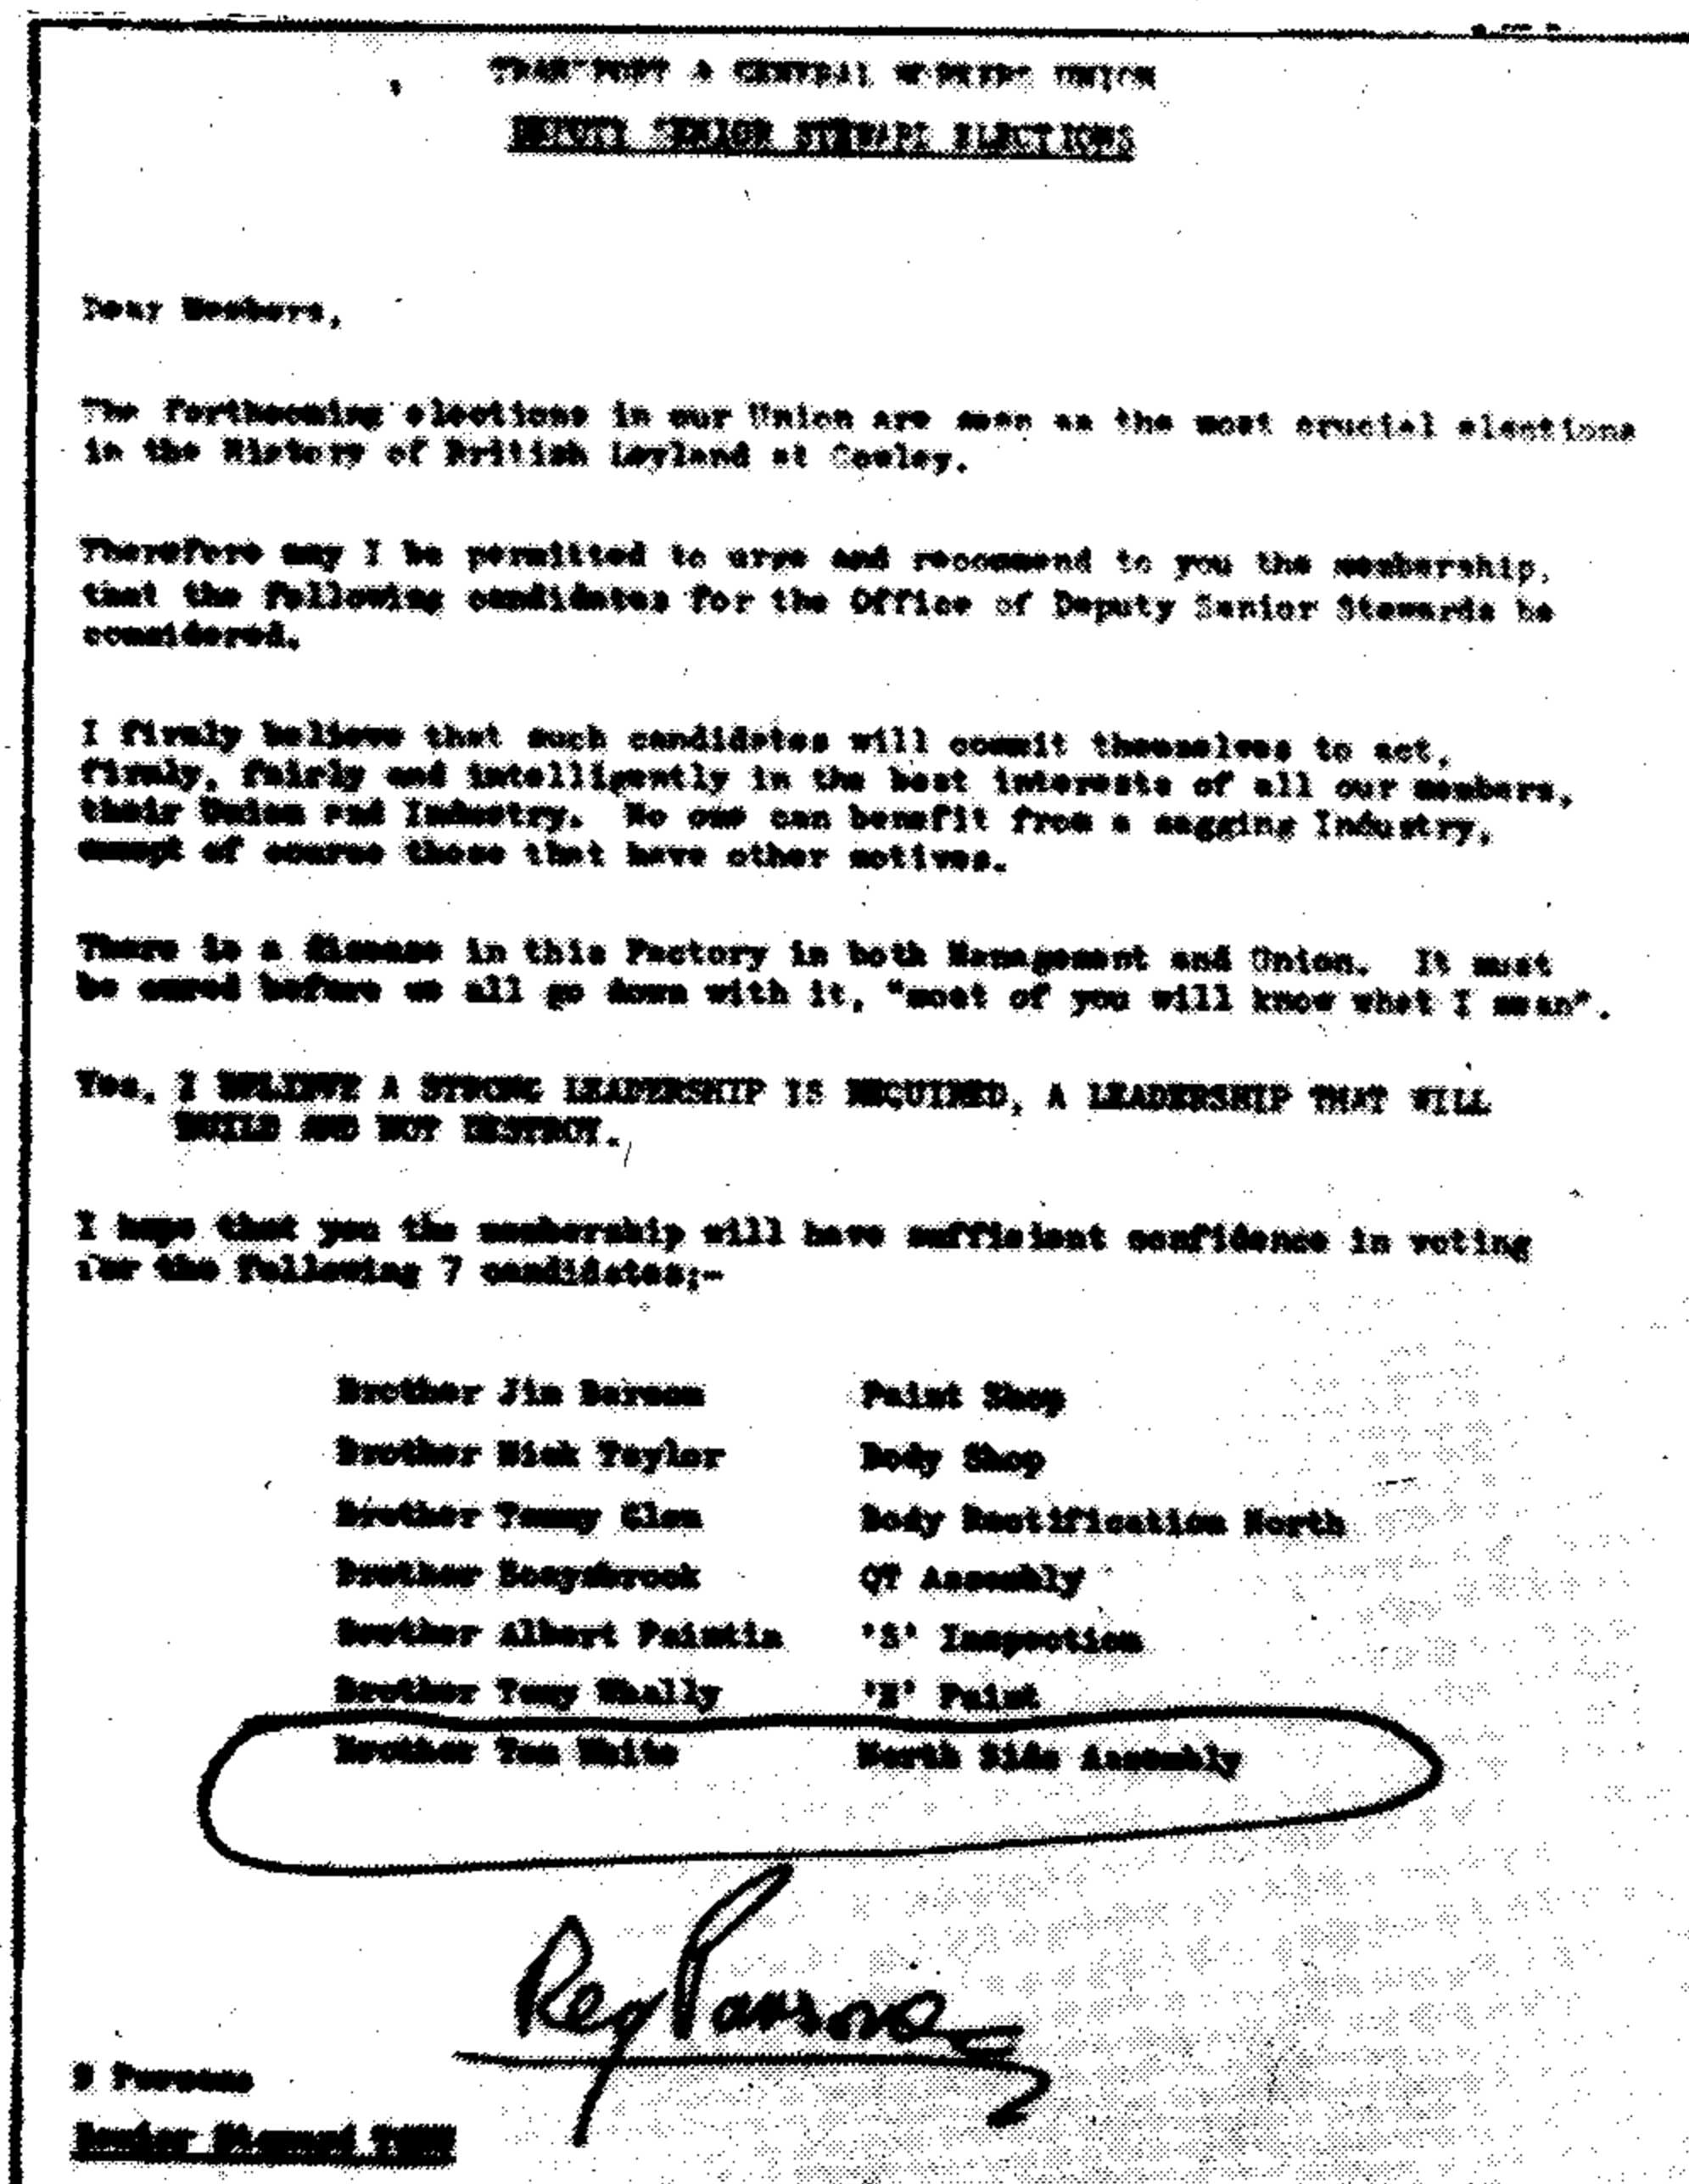 TRANSPORT & GENERAL WORKERS UNION
DEPUTY SENIOR STEWARD ELECTIONS
Dear Members,
The forthcoming elections in our Union are seen as the most crucial elections
in the History of British Leyland at Cowley.
Therefore may I be permitted to urge and recommend to you the membership,
that the following candidates for the Office of Deputy Senior Stewards be
considered.
I firmly believe that such candidates will commit themselves to act,
firmly, fairly and intelligently in the best interests of all our members,
their Union and Industry. No one can benefit from a sagging Industry,
except of course those that have other motives.
There is a disease in this Factory in both Management and Union. It must
be cured before we all go down with it, "most of you will know what I mean".
Yes, I BELIEVE A STRONG LEADERSHIP IS REQUIRED, A LEADERSHIP THAT WILL
BUILD AND NOT DESTROY.
I hope that you the membership will have sufficient confidence in voting
for the following 7 candidates;-
Brother Jim Barson Paint Shop
Brother Nick Taylor Body Shop
Brother Tommy Clea Body Rectification North
Brother QT Assembly
Brother Albert Paintin '5' Inspection
Brother Tony Whally 'E' Paint
Brother Tom White North Side Assembly
Reg Parsons
R Parsons
Senior Steward TGWU